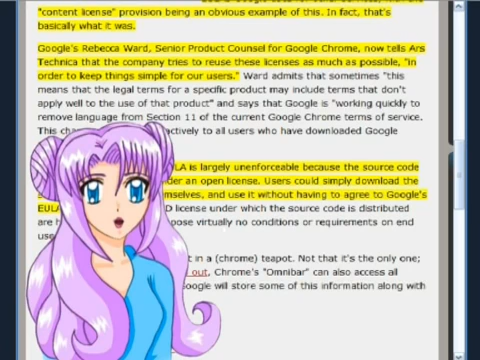 "content license" provision being an obvious example of this. In fact, that's
basically what it was.
Google's Rebecca Ward, Senior Product Counsel for Google Chrome, now tells Ars
Technica that the company tries to reuse these licenses as much as possible, "in
order to keep things simple for our users." Ward admits that sometimes "this
means that the legal terms for a specific product may include terms that don't
apply well to the use of that product" and says that Google is "working quickly to
remove language from Section 11 of the current Google Chrome terms of service.
This actively to all users who have downloaded Google
is largely unenforceable because the source code
an open license. Users could simply download the
and use it without having to agree to Google's
EULA license under which the source code is distributed
are virtually no conditions or requirements on end
in a (chrome) teapot. Not that it's the only one;
out, Chrome's "Omnibar" can also access all
will store some of this information along with